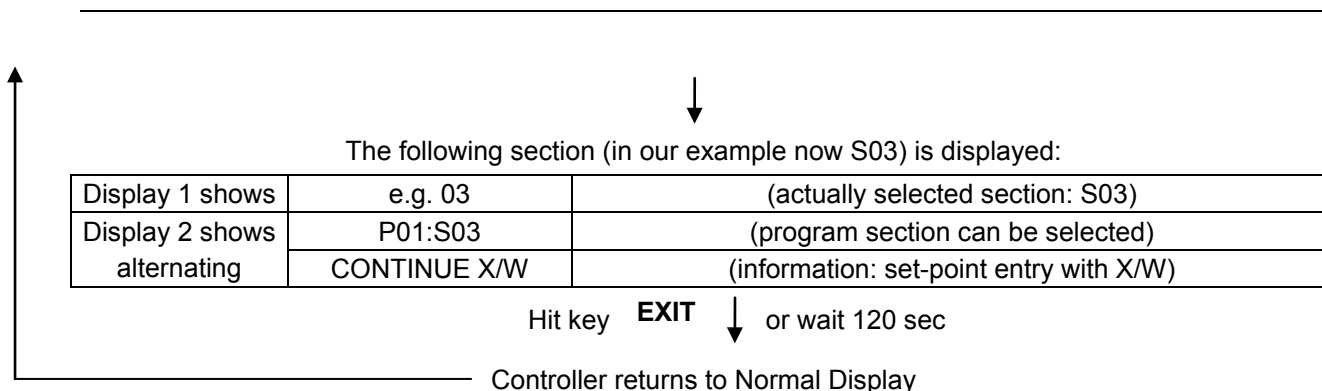 The following section (in our example now S03) is displayed:
Display 1 shows e.g. 03 (actually selected section: S03)
Display 2 shows alternating P01:S03 (program section can be selected)
CONTINUE X/W (information: set-point entry with X/W)
Hit key EXIT or wait 120 sec
Controller returns to Normal Display